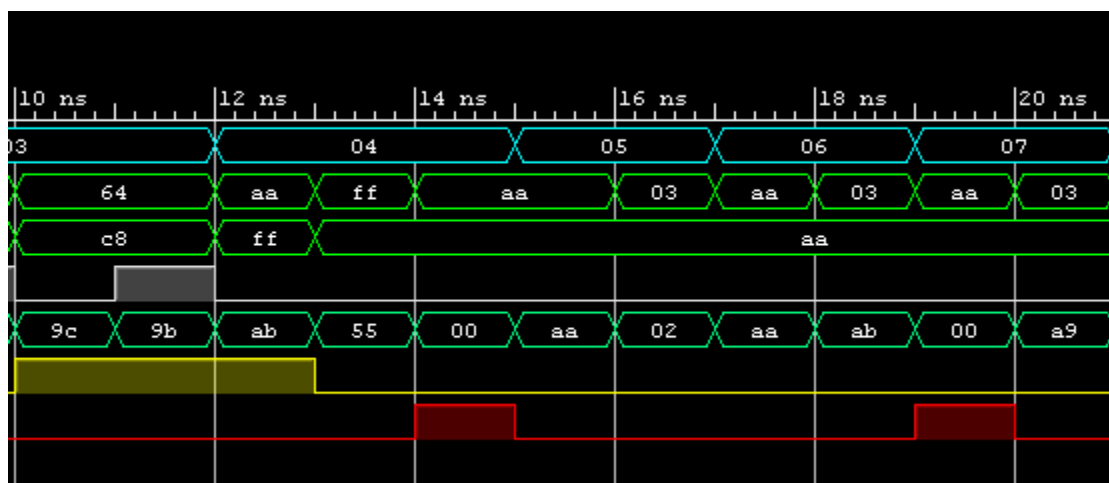 10 ns 12 ns 14 ns 16 ns 18 ns 20 ns
03 04 05 06 07
64 aa ff aa 03 aa 03 aa 03
c8 ff aa
9c 9b ab 55 00 aa 02 aa ab 00 a9